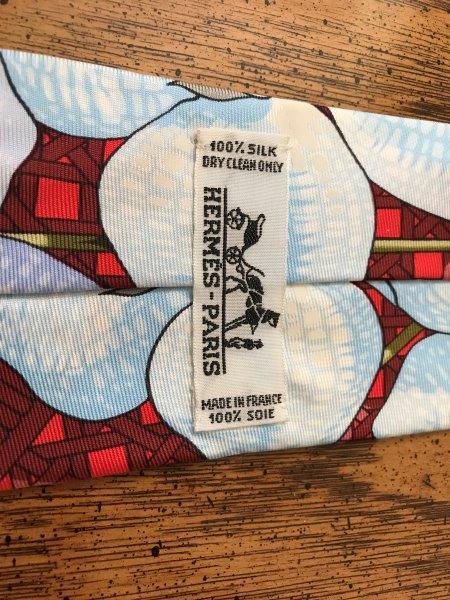 100% SILK
DRY CLEAN ONLY
HERMÈS-PARIS
MADE IN FRANCE
100% SOIE